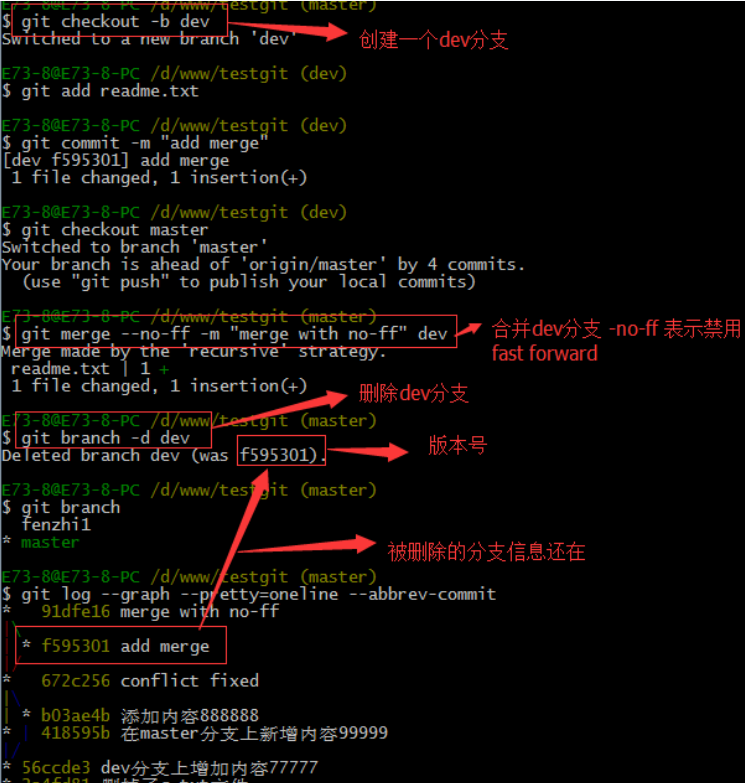 E73-8@E73-8-PC /d/www/testgit (master)
$ git checkout -b dev
Switched to a new branch 'dev'
创建一个dev分支
E73-8@E73-8-PC /d/www/testgit (dev)
$ git add readme.txt
E73-8@E73-8-PC /d/www/testgit (dev)
$ git commit -m "add merge"
[dev f595301] add merge
1 file changed, 1 insertion(+)
E73-8@E73-8-PC /d/www/testgit (dev)
$ git checkout master
Switched to branch 'master'
Your branch is ahead of 'origin/master' by 4 commits.
(use "git push" to publish your local commits)
E73-8@E73-8-PC /d/www/testgit (master)
$ git merge --no-ff -m "merge with no-ff" dev
合并dev分支 -no-ff 表示禁用
fast forward
Merge made by the 'recursive' strategy.
readme.txt | 1 +
1 file changed, 1 insertion(+)
删除dev分支
E73-8@E73-8-PC /d/www/testgit (master)
$ git branch -d dev
Deleted branch dev (was f595301).
版本号
E73-8@E73-8-PC /d/www/testgit (master)
$ git branch
fenzhi1
* master
被删除的分支信息还在
E73-8@E73-8-PC /d/www/testgit (master)
$ git log --graph --pretty=oneline --abbrev-commit
* 91dfe16 merge with no-ff
|\
| * f595301 add merge
|/
* 672c256 conflict fixed
|\
| * b03ae4b 添加内容888888
* | 418595b 在master分支上新增内容99999
|/
* 56ccde3 dev分支上增加内容77777